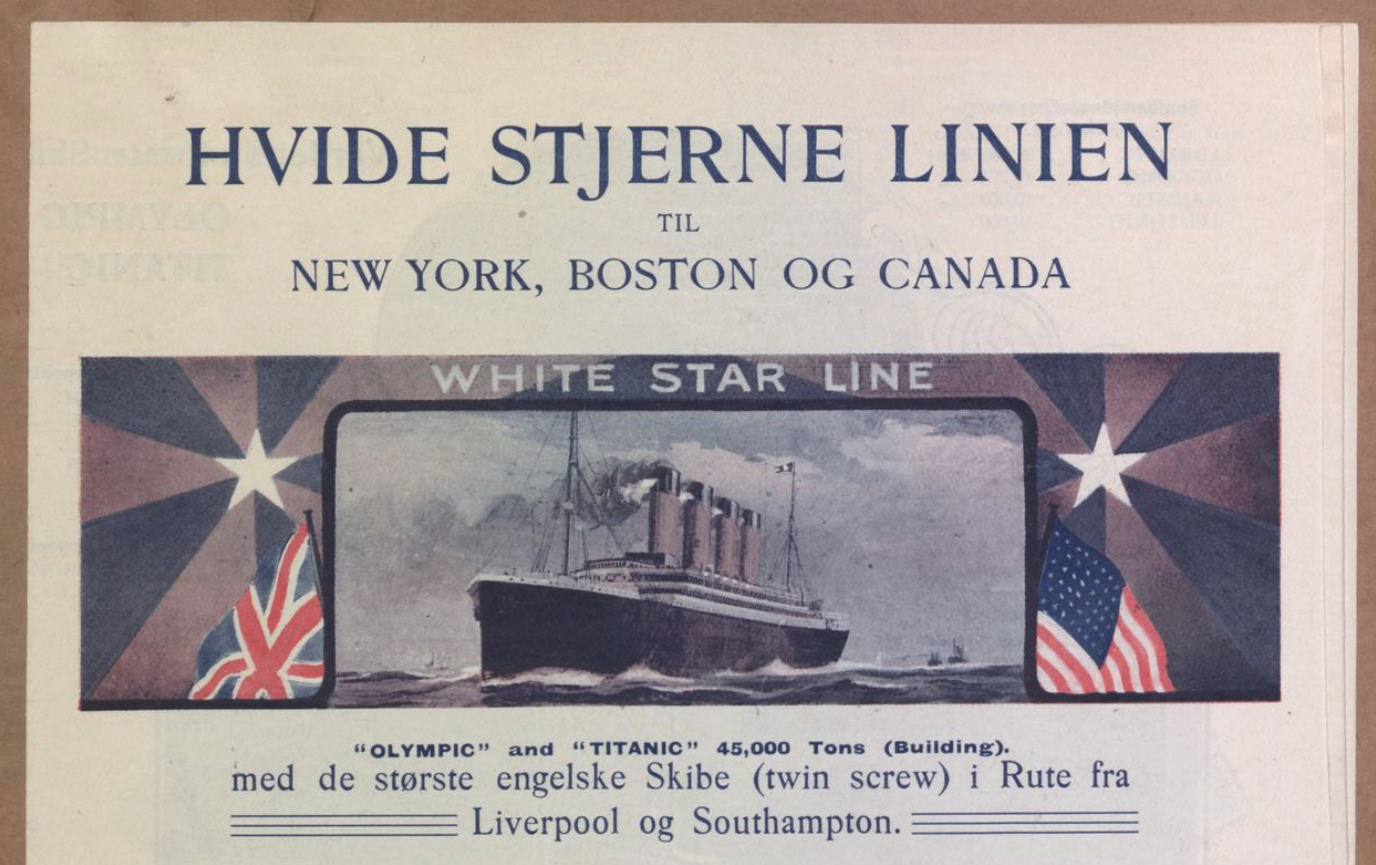 HVIDE STJERNE LINIEN
TIL
NEW YORK, BOSTON OG CANADA
WHITE STAR LINE
"OLYMPIC" and "TITANIC" 45,000 Tons (Building).
med de største engelske Skibe (twin screw) i Rute fra
Liverpool og Southampton.